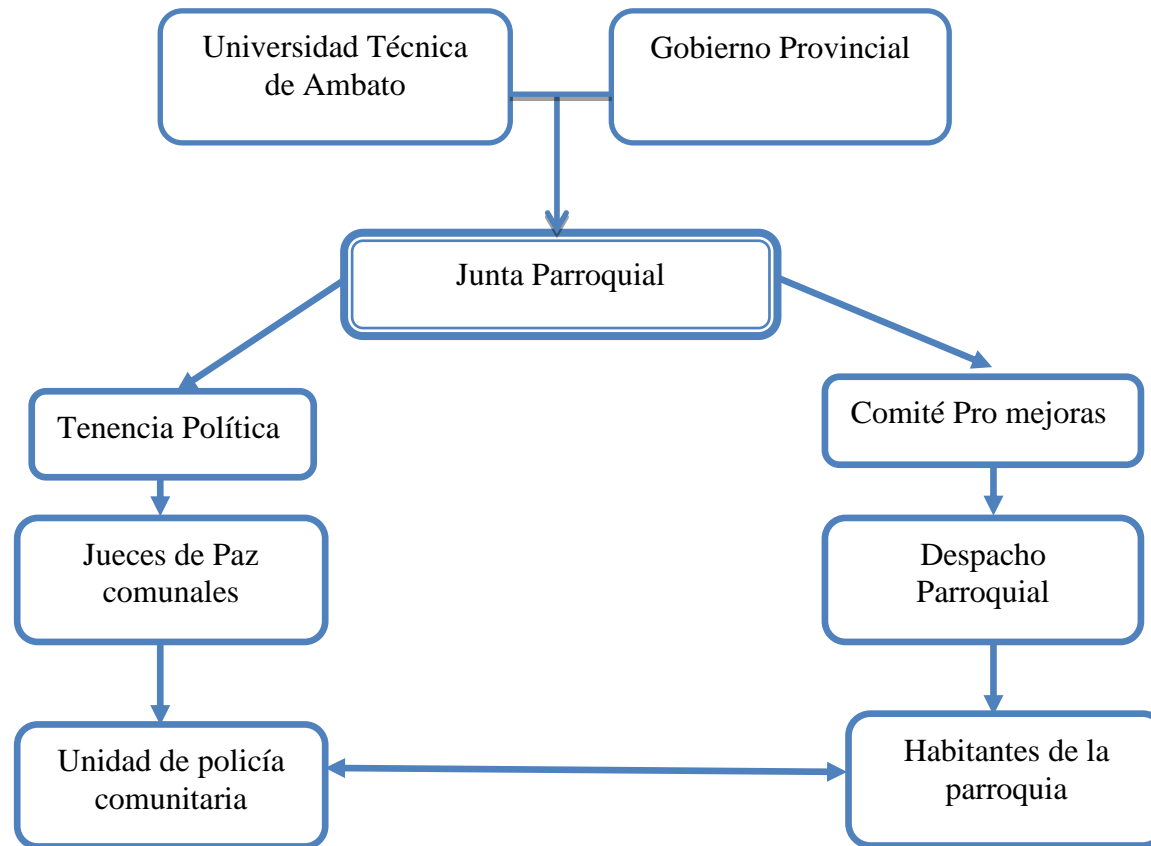 Universidad Técnica
de Ambato
Gobierno Provincial
Junta Parroquial
Tenencia Política
Comité Pro mejoras
Jueces de Paz
comunales
Despacho
Parroquial
Unidad de policía
comunitaria
Habitantes de la
parroquia